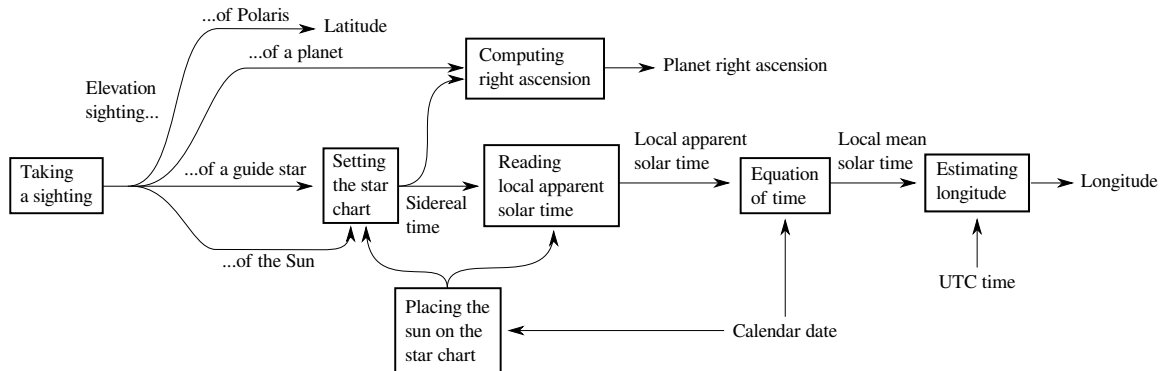 ...of Polaris
Latitude
...of a planet
Computing
right ascension
Planet right ascension
Elevation
sighting...
Taking
a sighting
...of a guide star
Setting
the star
chart
Sidereal
time
Reading
local apparent
solar time
Local apparent
solar time
Equation
of time
Local mean
solar time
Estimating
longitude
Longitude
...of the Sun
UTC time
Placing the
sun on the
star chart
Calendar date